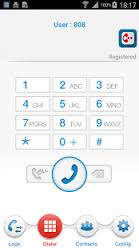 18:17
User : 808
Registered
1 2 ABC 3 DEF
4 GHI 5 JKL 6 MNO
7 PQRS 8 TUV 9 WXYZ
* 0 + #
Logs Dialer Contacts Config